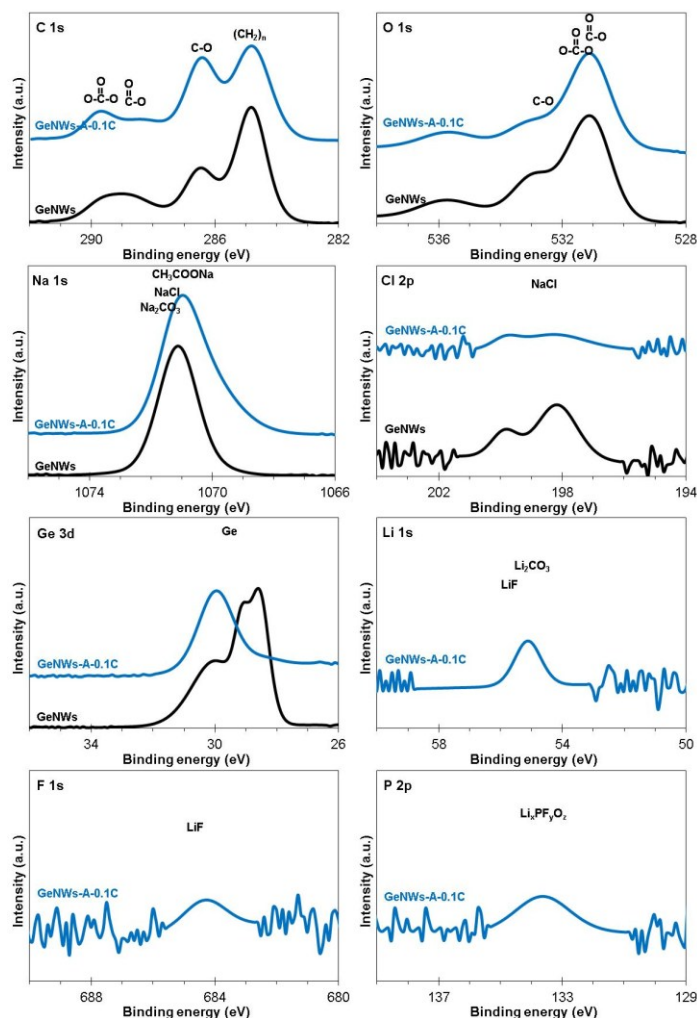 C 1s
(CH₂)ₙ
C-O
O
O-C-O
O
C-O
GeNWs-A-0.1C
GeNWs
290 286 282
Binding energy (eV)
Intensity (a.u.)
O 1s
O
C-O
O
O-C-O
C-O
GeNWs-A-0.1C
GeNWs
536 532 528
Binding energy (eV)
Intensity (a.u.)
Na 1s
CH₃COONa
NaCl
Na₂CO₃
GeNWs-A-0.1C
GeNWs
1074 1070 1066
Binding energy (eV)
Intensity (a.u.)
Cl 2p
NaCl
GeNWs-A-0.1C
GeNWs
202 198 194
Binding energy (eV)
Intensity (a.u.)
Ge 3d
Ge
GeNWs-A-0.1C
GeNWs
34 30 26
Binding energy (eV)
Intensity (a.u.)
Li 1s
Li₂CO₃
LiF
GeNWs-A-0.1C
58 54 50
Binding energy (eV)
Intensity (a.u.)
F 1s
LiF
GeNWs-A-0.1C
688 684 680
Binding energy (eV)
Intensity (a.u.)
P 2p
LiₓPFᵧO𝓏
GeNWs-A-0.1C
137 133 129
Binding energy (eV)
Intensity (a.u.)